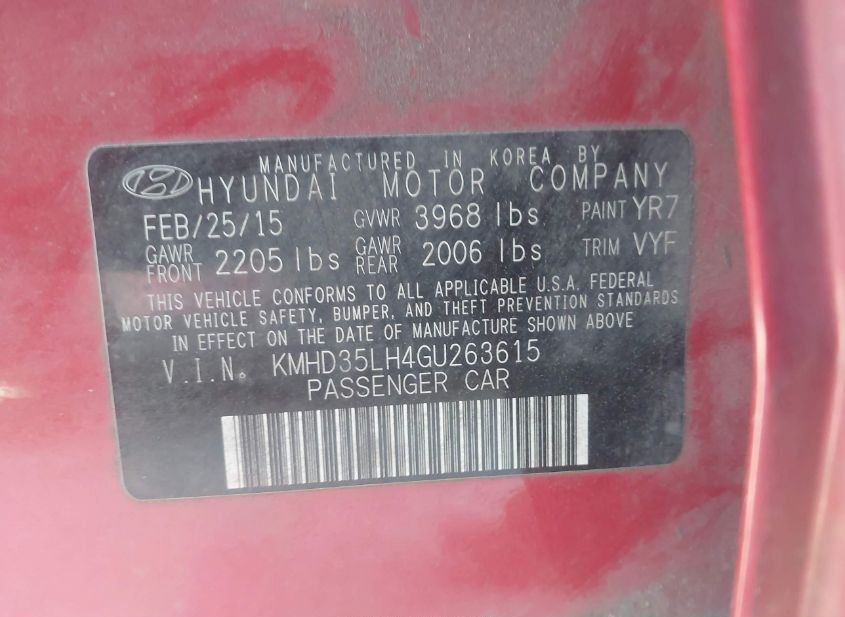 MANUFACTURED IN KOREA BY
HYUNDAI MOTOR COMPANY
FEB/25/15 GVWR 3968 lbs PAINT YR7
GAWR FRONT 2205 lbs GAWR REAR 2006 lbs TRIM VYF
THIS VEHICLE CONFORMS TO ALL APPLICABLE U.S.A. FEDERAL
MOTOR VEHICLE SAFETY, BUMPER, AND THEFT PREVENTION STANDARDS
IN EFFECT ON THE DATE OF MANUFACTURE SHOWN ABOVE
V.I.N. KMHD35LH4GU263615
PASSENGER CAR